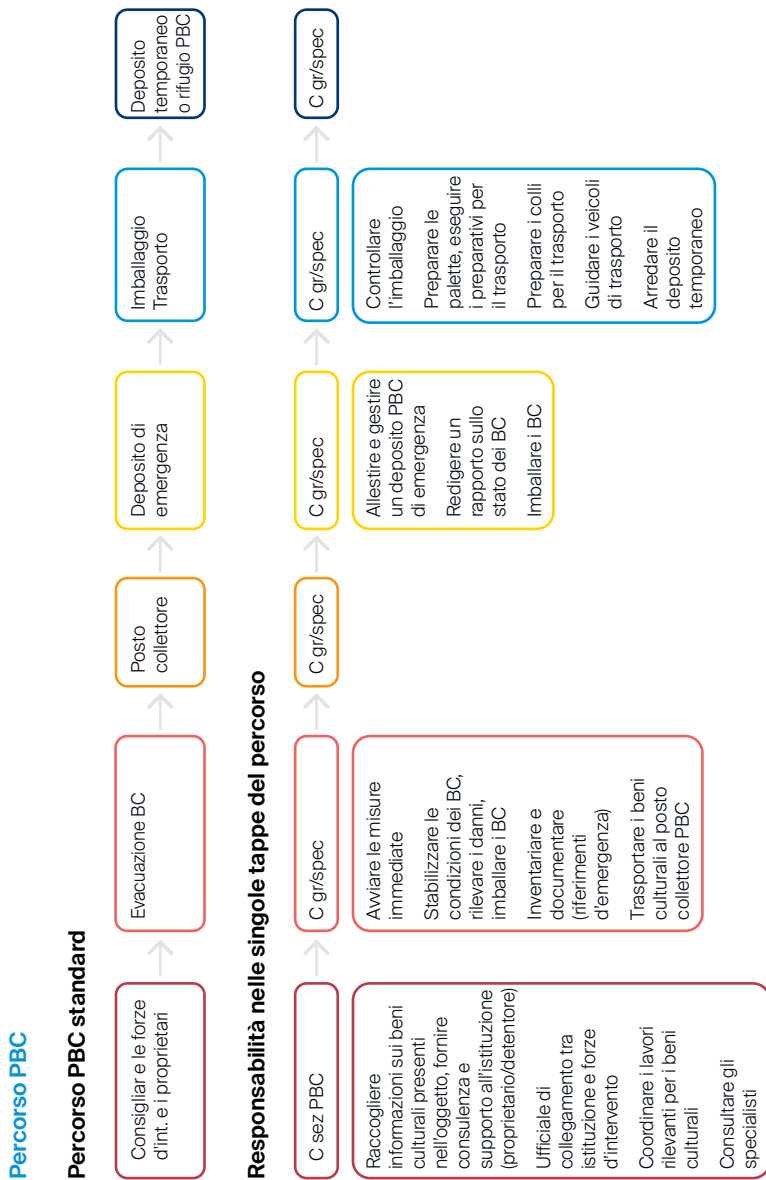 Percorso PBC
Percorso PBC standard
Consigliar e le forze
d'int. e i proprietari
Evacuazione BC
Posto
collettore
Deposito di
emergenza
Imballaggio
Trasporto
Deposito
temporaneo
o rifugio PBC
Responsabilità nelle singole tappe del percorso
C sez PBC
C gr/spec
C gr/spec
C gr/spec
C gr/spec
C gr/spec
Raccogliere
informazioni sui beni
culturali presenti
nell'oggetto, fornire
consulenza e
supporto all'istituzione
(proprietario/detentore)
Ufficiale di
collegamento tra
istituzione e forze
d'intervento
Coordinare i lavori
rilevanti per i beni
culturali
Consultare gli
specialisti
Avviare le misure
immediate
Stabilizzare le
condizioni dei BC,
rilevare i danni,
imballare i BC
Inventariare e
documentare
(riferimenti
d'emergenza)
Trasportare i beni
culturali al posto
collettore PBC
Allestire e gestire
un deposito PBC
di emergenza
Redigere un
rapporto sullo
stato dei BC
Imballare i BC
Controllare
l'imballaggio
Preparare le
palette, eseguire
i preparativi per
il trasporto
Preparare i colli
per il trasporto
Guidare i veicoli
di trasporto
Arredare il
deposito
temporaneo